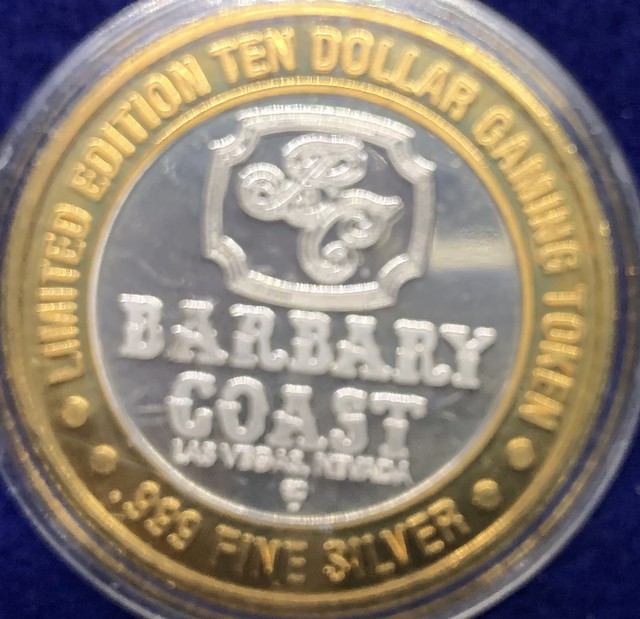 LIMITED EDITION TEN DOLLAR GAMING TOKEN
BARBARY
COAST
LAS VEGAS, NEVADA
.999 FINE SILVER